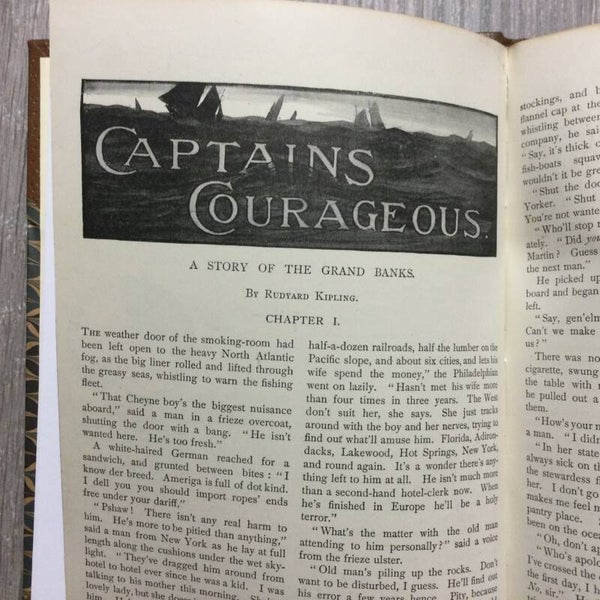 CAPTAINS
COURAGEOUS.
A STORY OF THE GRAND BANKS.
By Rudyard Kipling.
CHAPTER I.
The weather door of the smoking-room had
been left open to the heavy North Atlantic
fog, as the big liner rolled and lifted through
the greasy seas, whistling to warn the fishing
fleet.
"That Cheyne boy's the biggest nuisance
aboard," said a man in a frieze overcoat,
shutting the door with a bang. "He isn't
wanted here. He's too fresh."
A white-haired German reached for a
sandwich, and grunted between bites: "I
know der breed. Ameriga is full of dot kind.
I dell you you should import ropes' ends
free under your dariff."
"Pshaw! There isn't any real harm to
him. He's more to be pitied than anything,"
said a man from New York as he lay at full
length along the cushions under the wet sky-
light. "They've dragged him around from
hotel to hotel ever since he was a kid. I was
talking to his mother this morning. She's a
lovely lady, but she does
half-a-dozen railroads, half the lumber on the
Pacific slope, and about six cities, and lets his
wife spend the money," the Philadelphian
went on lazily. "Hasn't met his wife more
than four times in three years. The West
don't suit her, she says. She just tracks
around with the boy and her nerves, trying to
find out what'll amuse him. Florida, Adiron-
dacks, Lakewood, Hot Springs, New York,
and round again. It's a wonder there's any-
thing left to him at all. He isn't much more
than a second-hand hotel-clerk now. When
he's finished in Europe he'll be a holy
terror."
"What's the matter with the old man
attending to him personally?" said a voice
from the frieze ulster.
"Old man's piling up the rocks. Don't
want to be disturbed, I guess. He'll find out
his error a few years hence. Pity, because
stockings, and
flannel cap at the
whistling between
company, he sai
"Say, it's thick o
fish-boats squaw
wouldn't it be gre
"Shut the doo
Yorker. "Shut
You're not wante
"Who'll stop
ately. "Did you
Martin? Guess
the next man."
He picked up
board and began
left.
"Say, gen'elm
Can't we make
us?"
There was no
cigarette, swung
the table with
he pulled out a
them.
"How's your m
a man. "I didn
"In her state
always sick on th
the stewardess fi
her. I don't go
makes me feel m
pantry place.
been on the ocea
"Oh, don't ap
"Who's apolo
I've crossed the
the first day, I h
No, sir."